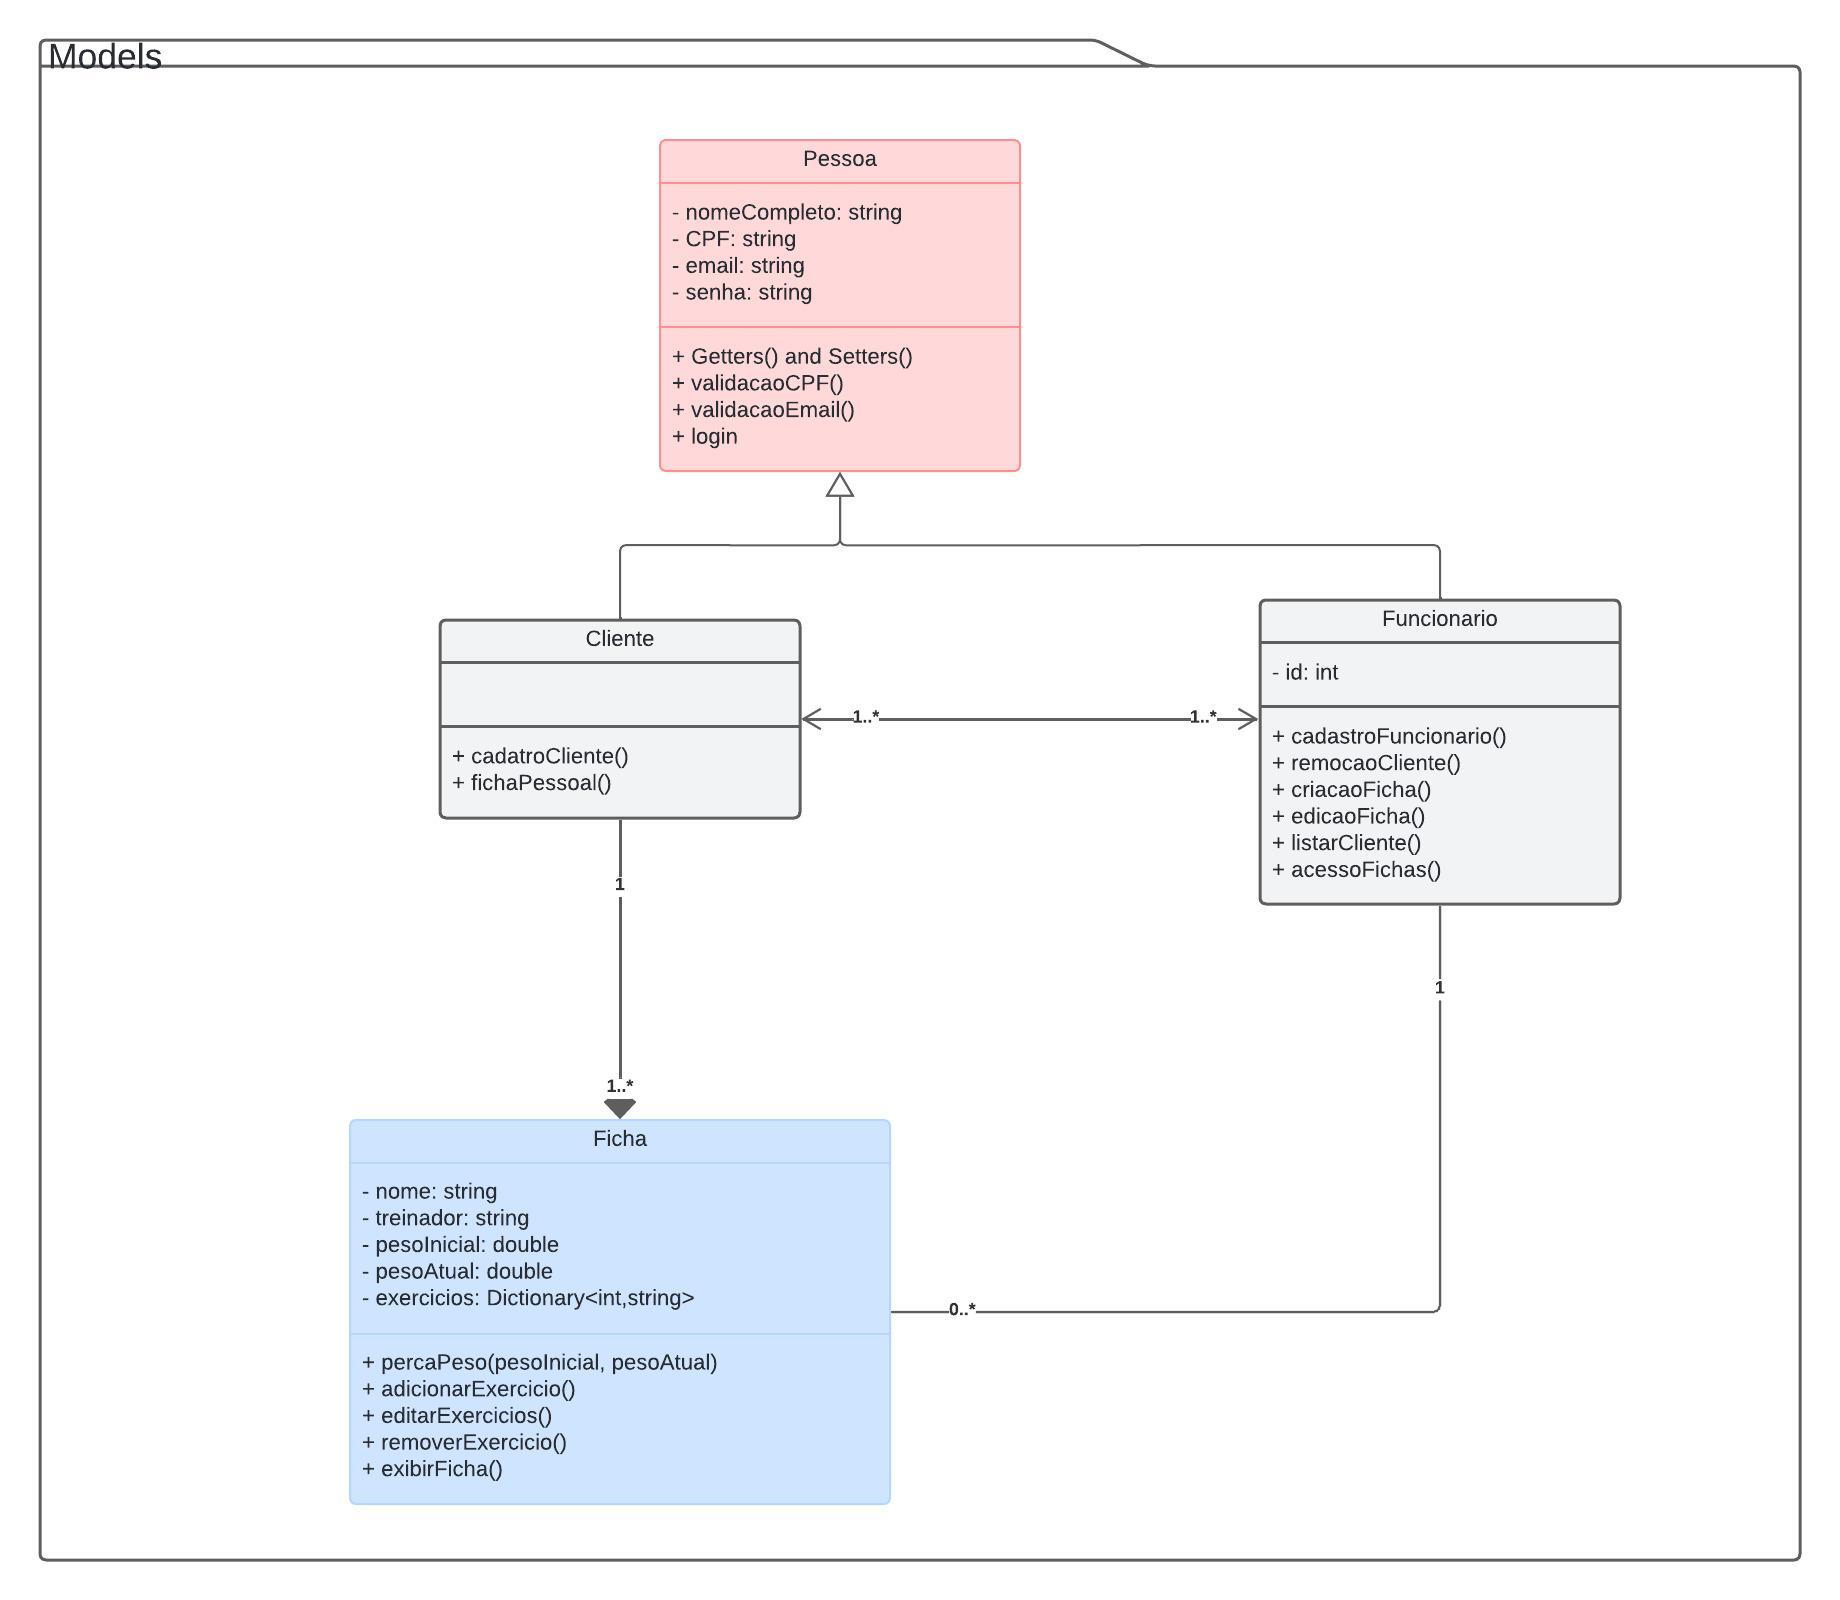 Models
Pessoa
- nomeCompleto: string
- CPF: string
- email: string
- senha: string
+ Getters() and Setters()
+ validacaoCPF()
+ validacaoEmail()
+ login
Cliente
+ cadatroCliente()
+ fichaPessoal()
1..*
1..*
Funcionario
- id: int
+ cadastroFuncionario()
+ remocaoCliente()
+ criacaoFicha()
+ edicaoFicha()
+ listarCliente()
+ acessoFichas()
1
1
1..*
Ficha
- nome: string
- treinador: string
- pesoInicial: double
- pesoAtual: double
- exercicios: Dictionary<int,string>
+ percaPeso(pesoInicial, pesoAtual)
+ adicionarExercicio()
+ editarExercicios()
+ removerExercicio()
+ exibirFicha()
0..*